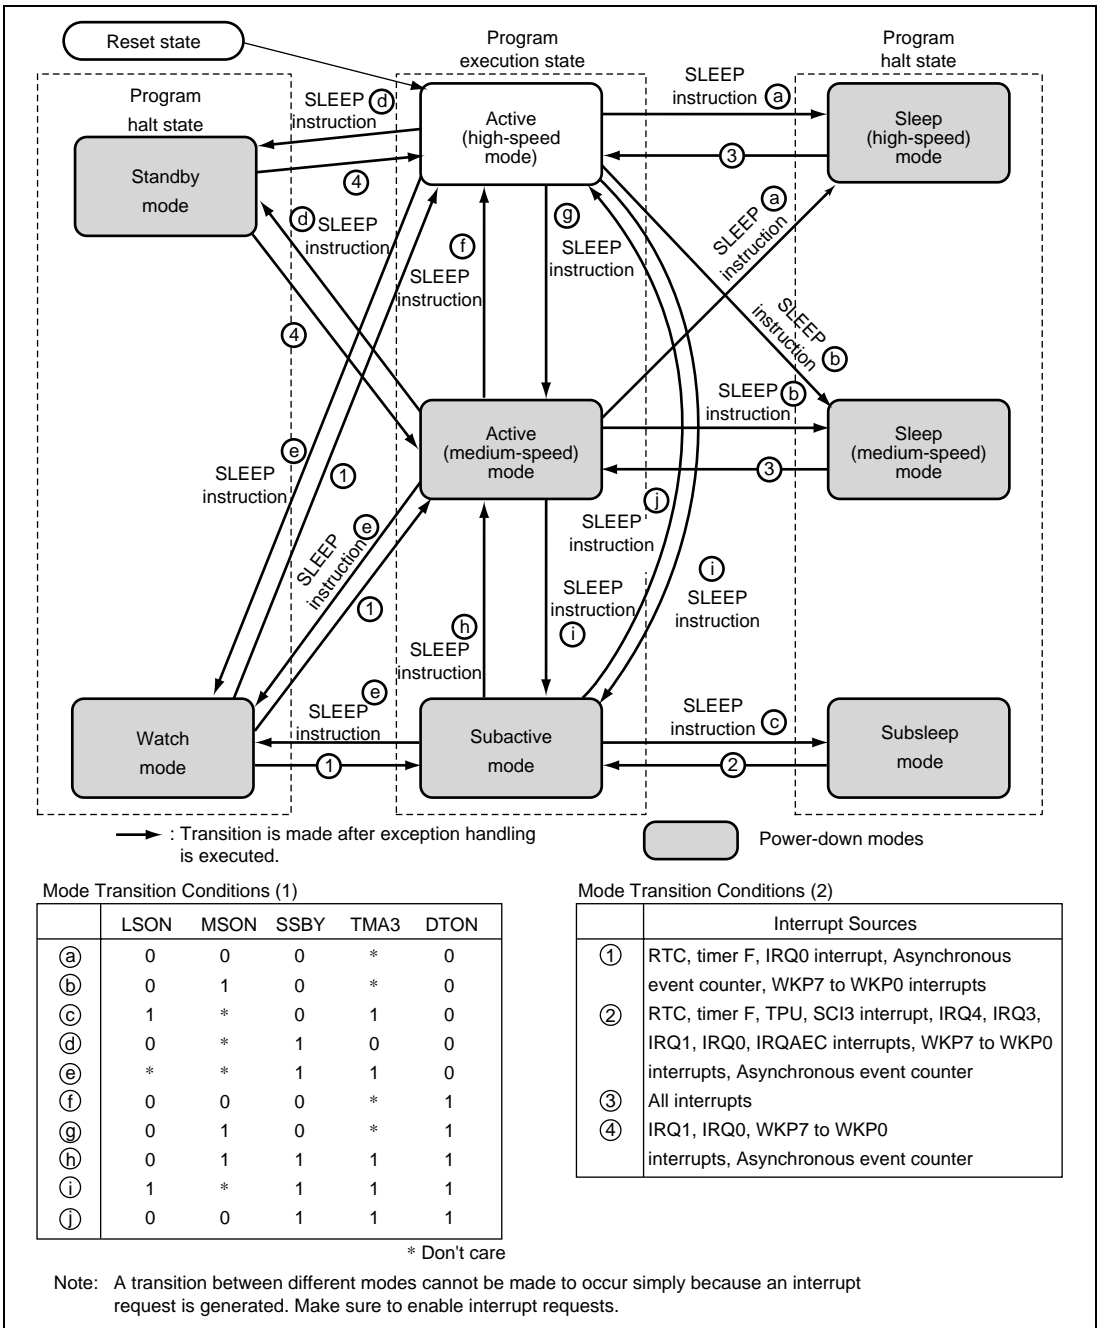 Reset state
Program
execution state
Program
halt state
Program
halt state
SLEEP d
instruction
Active
(high-speed
mode)
SLEEP
instruction a
Sleep
(high-speed)
mode
3
Standby
mode
4
d SLEEP
instruction
f
SLEEP
instruction
g
SLEEP
instruction
SLEEP a
instruction
SLEEP
instruction b
4
Active
(medium-speed)
mode
SLEEP b
instruction
Sleep
(medium-speed)
mode
3
e
SLEEP
instruction
1
SLEEP e
instruction
1
j
SLEEP
instruction
i
SLEEP
instruction
SLEEP
instruction
i
h
SLEEP
instruction
e
SLEEP
instruction
Watch
mode
1
Subactive
mode
SLEEP
instruction c
2
Subsleep
mode
: Transition is made after exception handling
is executed.
Power-down modes
Mode Transition Conditions (1)
LSON MSON SSBY TMA3 DTON
a 0 0 0 * 0
b 0 1 0 * 0
c 1 * 0 1 0
d 0 * 1 0 0
e * * 1 1 0
f 0 0 0 * 1
g 0 1 0 * 1
h 0 1 1 1 1
i 1 * 1 1 1
j 0 0 1 1 1
* Don't care
Mode Transition Conditions (2)
Interrupt Sources
1 RTC, timer F, IRQ0 interrupt, Asynchronous
event counter, WKP7 to WKP0 interrupts
2 RTC, timer F, TPU, SCI3 interrupt, IRQ4, IRQ3,
IRQ1, IRQ0, IRQAEC interrupts, WKP7 to WKP0
interrupts, Asynchronous event counter
3 All interrupts
4 IRQ1, IRQ0, WKP7 to WKP0
interrupts, Asynchronous event counter
Note: A transition between different modes cannot be made to occur simply because an interrupt
request is generated. Make sure to enable interrupt requests.